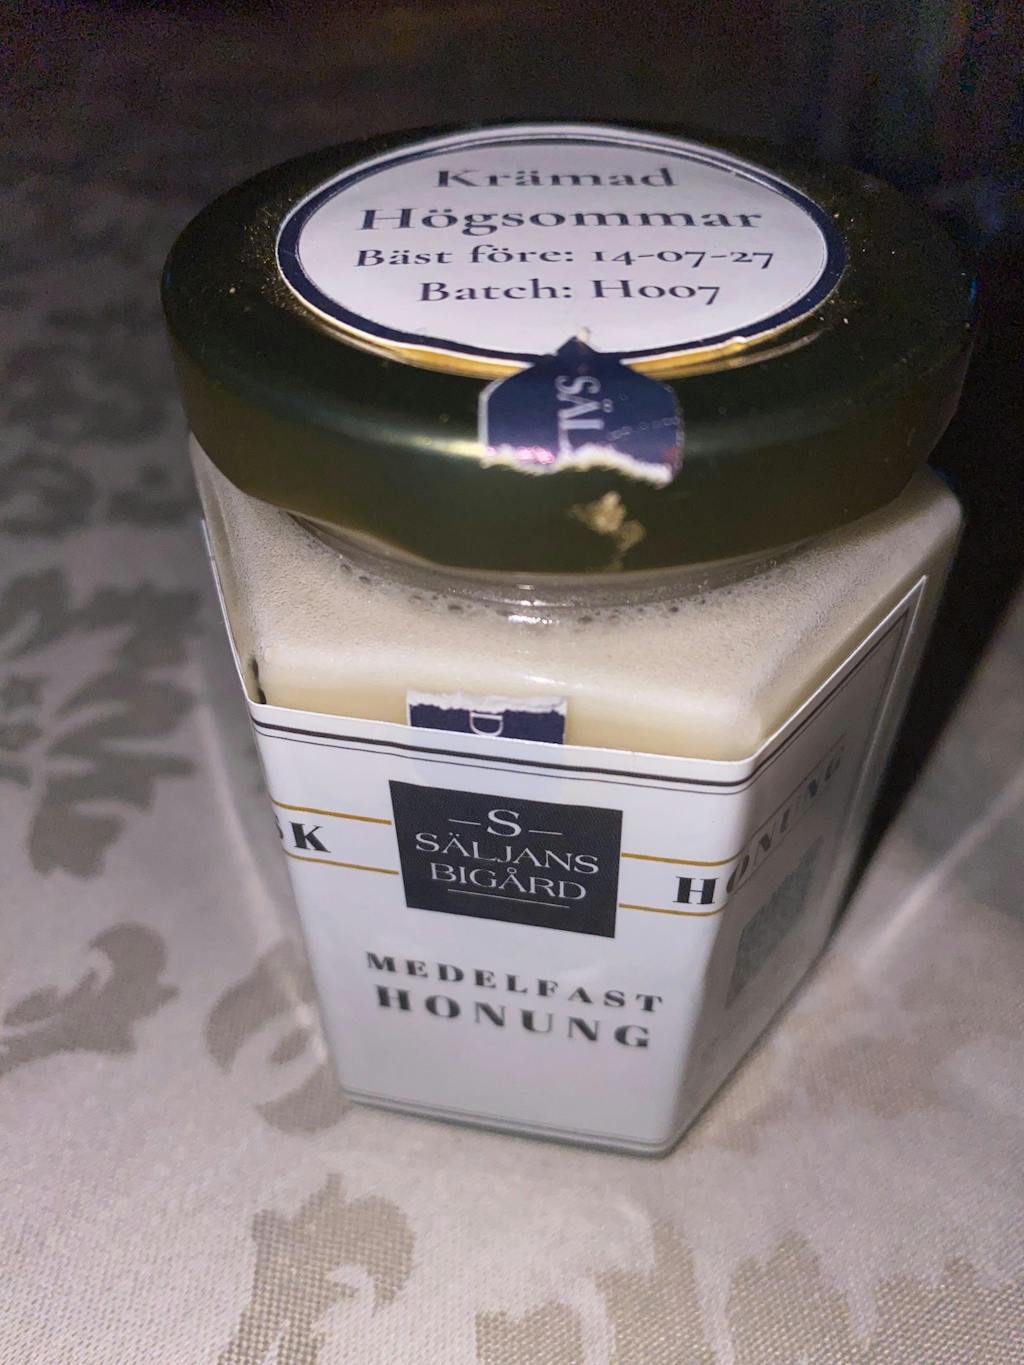 Krämad
Högsommar
Bäst före: 14-07-27
Batch: H007
SÄL
D
SK
S
SÄLJANS
BIGÅRD
HONUNG
MEDELFAST
HONUNG